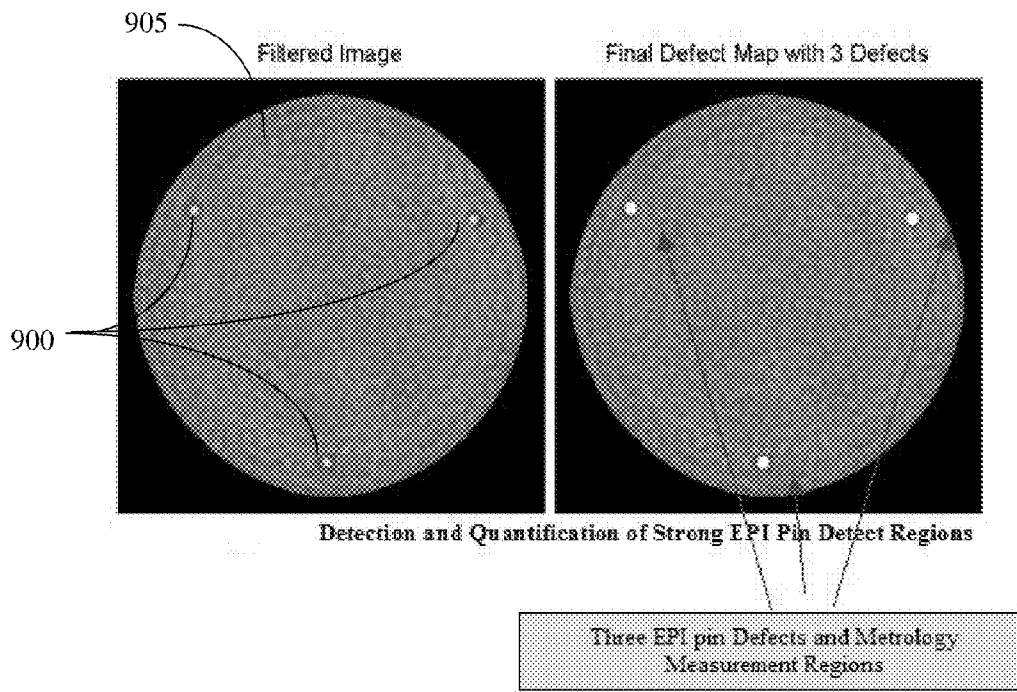 905
Filtered Image
Final Defect Map with 3 Defects
900
Detection and Quantification of Strong EPI Pin Defect Regions
Three EPI pin Defects and Metrology
Measurement Regions